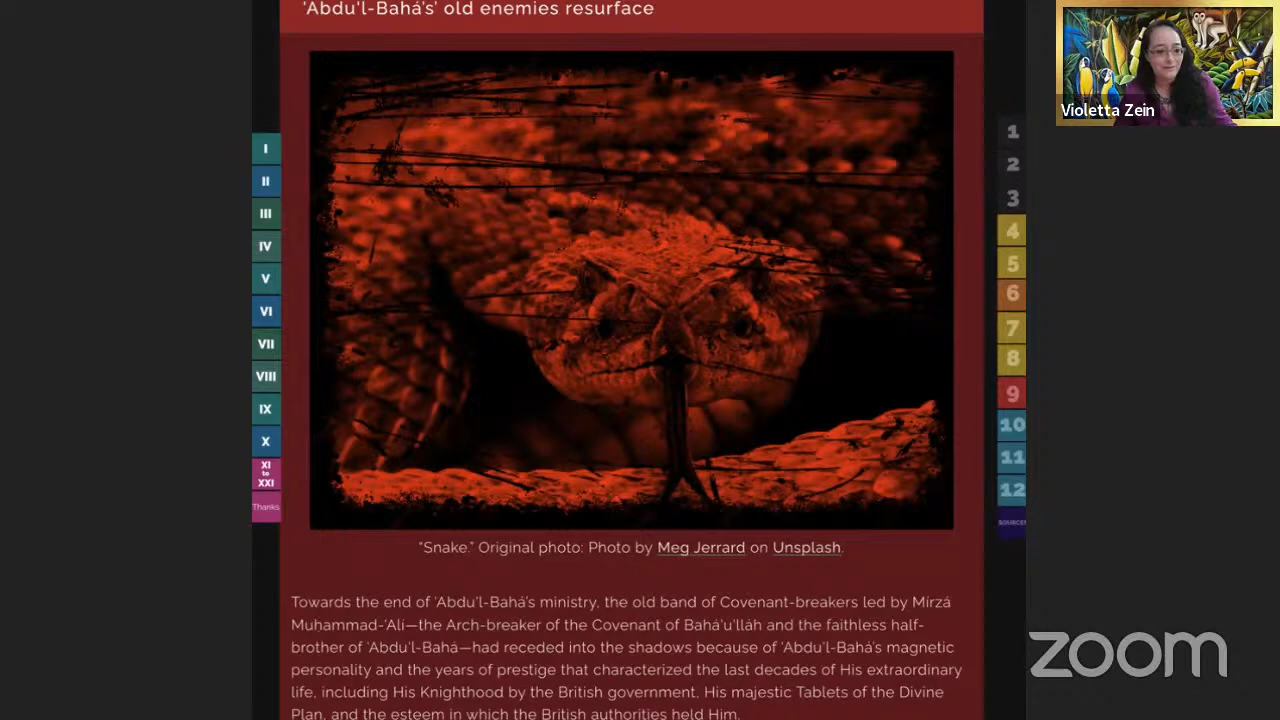 'Abdu'l-Bahá's' old enemies resurface
Violetta Zein
I
II
III
IV
V
VI
VII
VIII
IX
X
XI
to
XXI
Thanks
1
2
3
4
5
6
7
8
9
10
11
12
SOURCES
"Snake." Original photo: Photo by Meg Jerrard on Unsplash.
Towards the end of 'Abdu'l-Bahá's ministry, the old band of Covenant-breakers led by Mírzá
Muḥammad-'Alí—the Arch-breaker of the Covenant of Bahá'u'lláh and the faithless half-
brother of 'Abdu'l-Bahá—had receded into the shadows because of 'Abdu'l-Bahá's magnetic
personality and the years of prestige that characterized the last decades of His extraordinary
life, including His Knighthood by the British government, His majestic Tablets of the Divine
Plan, and the esteem in which the British authorities held Him.
zoom